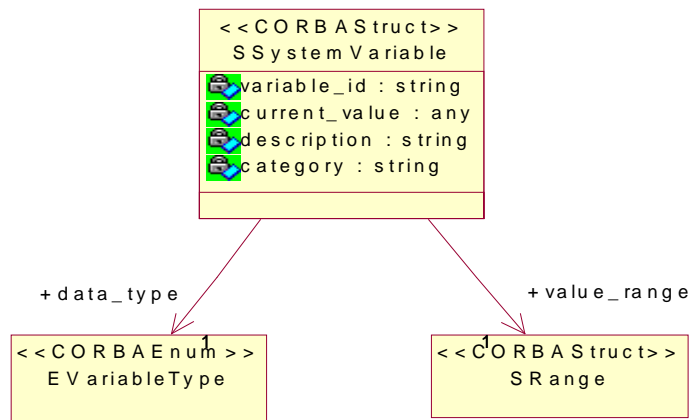 <<CORBAStruct>>
SSystemVariable
variable_id : string
current_value : any
description : string
category : string
+data_type
+value_range
1
1
<<CORBAEnum>>
EVariableType
<<CORBAStruct>>
SRange